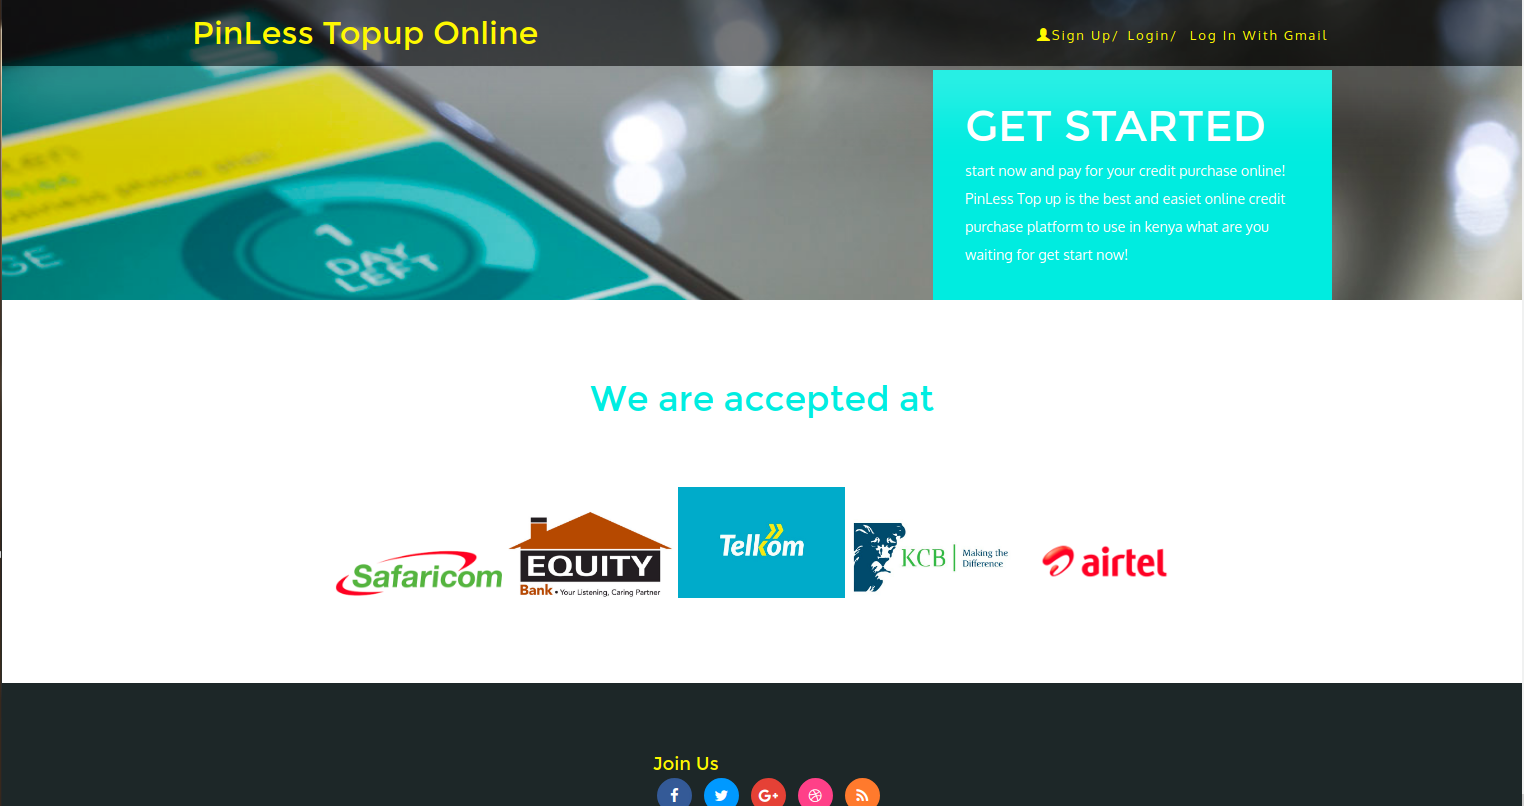 PinLess Topup Online
Sign Up/ Login/ Log In With Gmail
GET STARTED
start now and pay for your credit purchase online!
PinLess Top up is the best and easiet online credit
purchase platform to use in kenya what are you
waiting for get start now!
1
DAY
LEFT
We are accepted at
Safaricom
EQUITY
Bank • Your Listening, Caring Partner
Telkom
KCB
Making the
Difference
airtel
Join Us